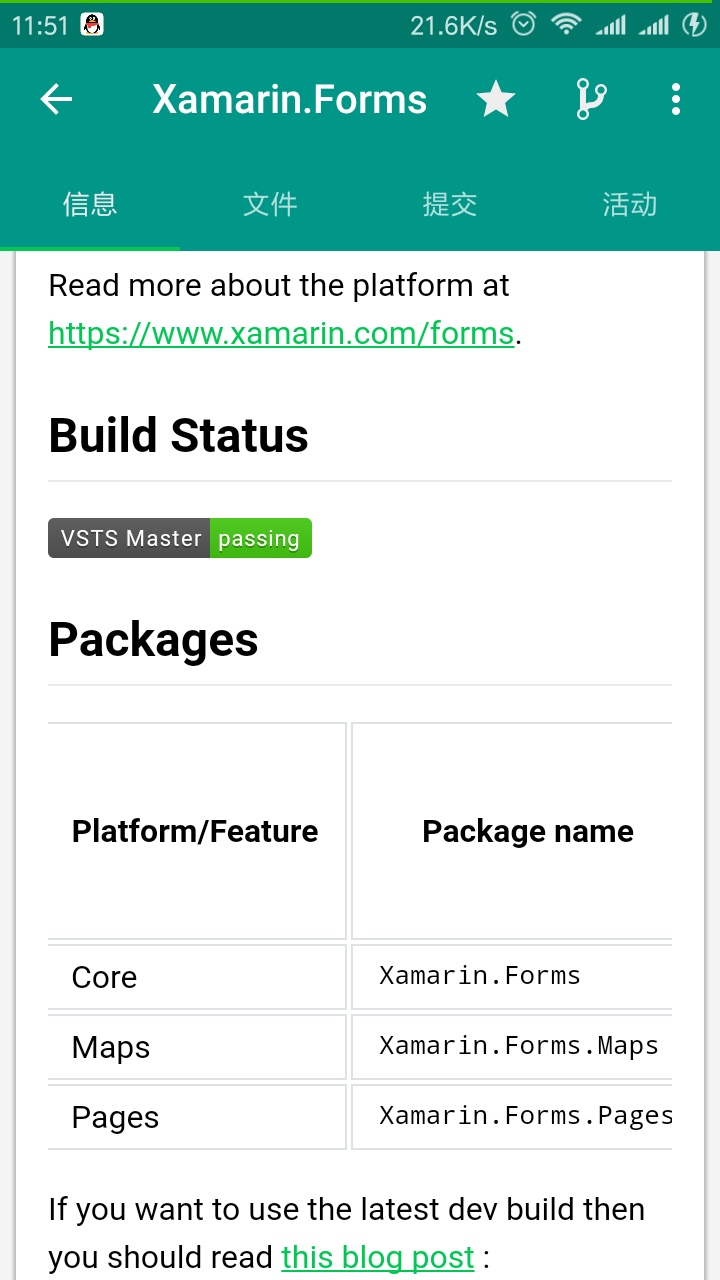 11:51 21.6K/s
Xamarin.Forms
信息 文件 提交 活动
Read more about the platform at
https://www.xamarin.com/forms.
Build Status
VSTS Master passing
Packages
Platform/Feature Package name
Core Xamarin.Forms
Maps Xamarin.Forms.Maps
Pages Xamarin.Forms.Pages
If you want to use the latest dev build then
you should read this blog post :